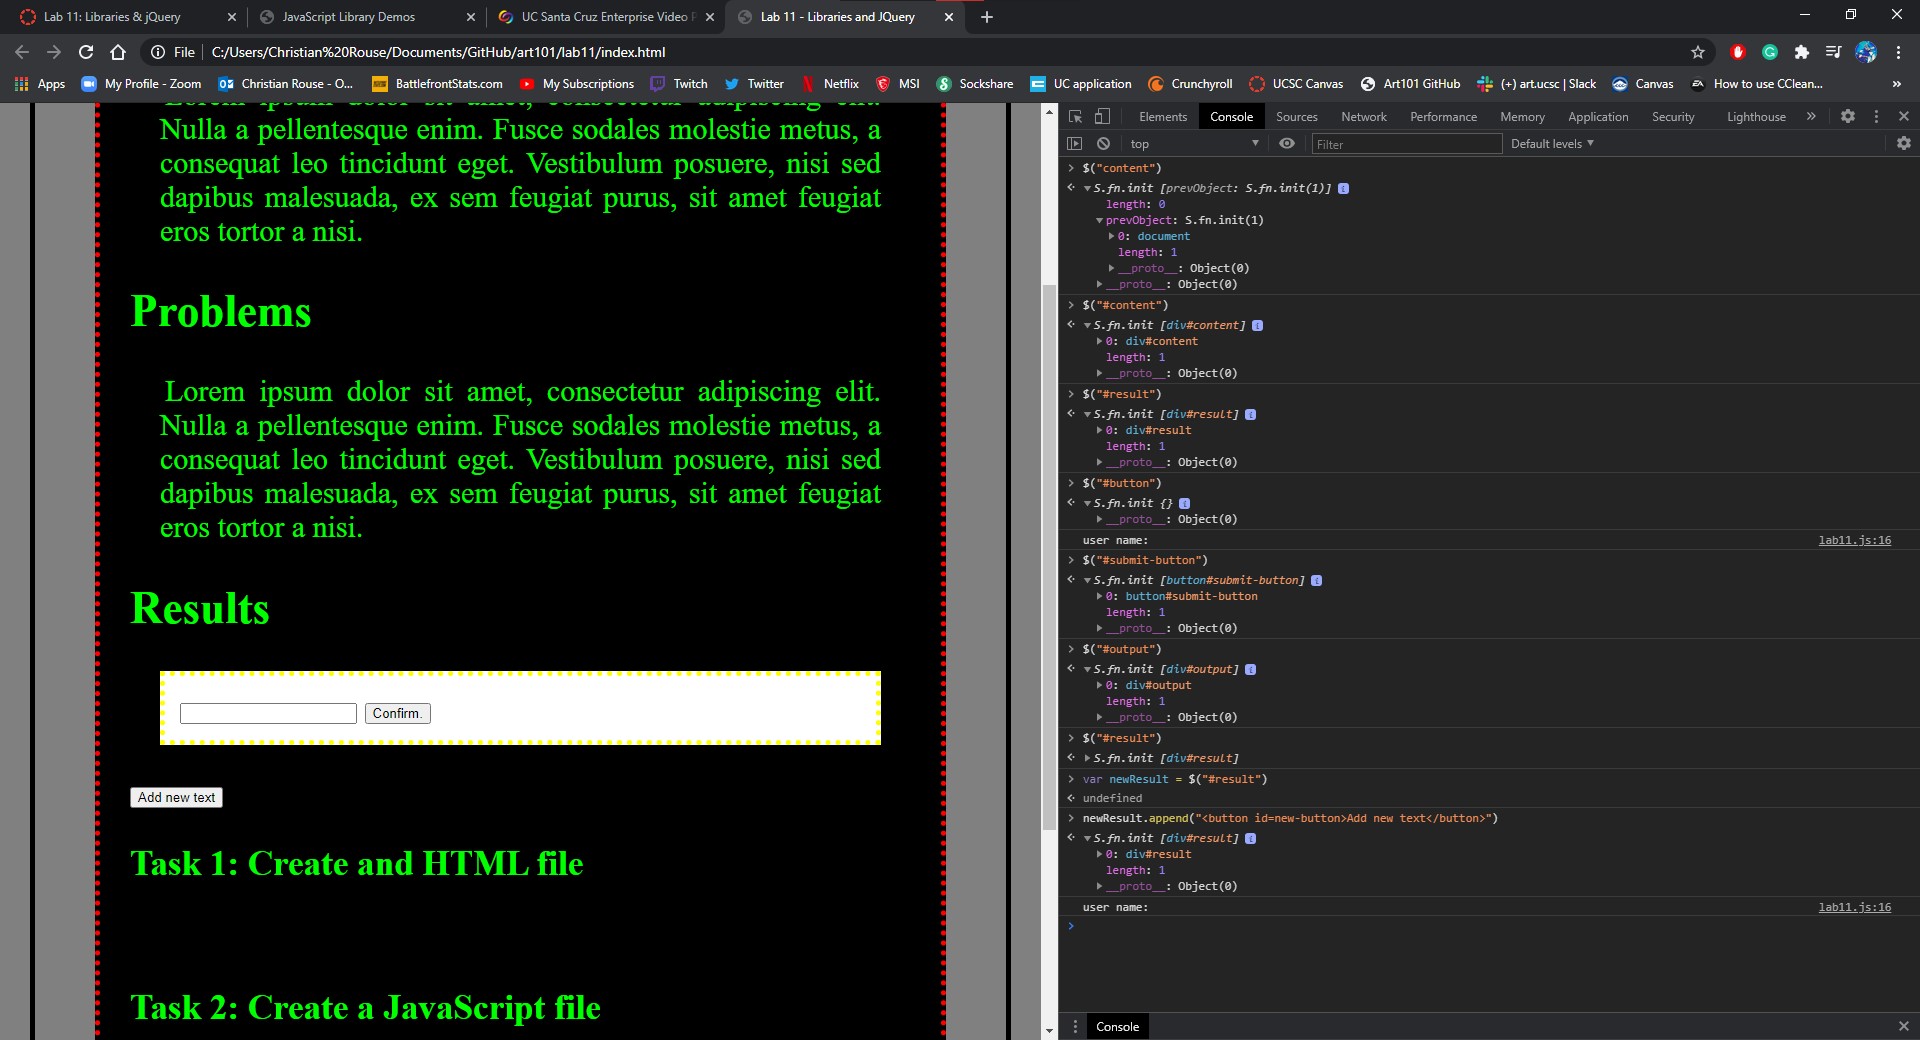 Lab 11: Libraries & jQuery
JavaScript Library Demos
UC Santa Cruz Enterprise Video
Lab 11 - Libraries and JQuery
File
C:/Users/Christian%20Rouse/Documents/GitHub/art101/lab11/index.html
Apps
My Profile - Zoom
Christian Rouse - O...
BattlefrontStats.com
My Subscriptions
Twitch
Twitter
Netflix
MSI
Sockshare
UC application
Crunchyroll
UCSC Canvas
Art101 GitHub
(+) art.ucsc | Slack
Canvas
How to use CClean...
»
Lorem ipsum dolor sit amet, consectetur adipiscing elit.
Nulla a pellentesque enim. Fusce sodales molestie metus, a
consequat leo tincidunt eget. Vestibulum posuere, nisi sed
dapibus malesuada, ex sem feugiat purus, sit amet feugiat
eros tortor a nisi.
Problems
Lorem ipsum dolor sit amet, consectetur adipiscing elit.
Nulla a pellentesque enim. Fusce sodales molestie metus, a
consequat leo tincidunt eget. Vestibulum posuere, nisi sed
dapibus malesuada, ex sem feugiat purus, sit amet feugiat
eros tortor a nisi.
Results
Confirm.
Add new text
Task 1: Create and HTML file
Task 2: Create a JavaScript file
Elements
Console
Sources
Network
Performance
Memory
Application
Security
Lighthouse
»
top
Filter
Default levels
$("content")
S.fn.init [prevObject: S.fn.init(1)]
length: 0
prevObject: S.fn.init(1)
0: document
length: 1
__proto__: Object(0)
__proto__: Object(0)
$("#content")
S.fn.init [div#content]
0: div#content
length: 1
__proto__: Object(0)
$("#result")
S.fn.init [div#result]
0: div#result
length: 1
__proto__: Object(0)
$("#button")
S.fn.init {}
__proto__: Object(0)
user name: lab11.js:16
$("#submit-button")
S.fn.init [button#submit-button]
0: button#submit-button
length: 1
__proto__: Object(0)
$("#output")
S.fn.init [div#output]
0: div#output
length: 1
__proto__: Object(0)
$("#result")
S.fn.init [div#result]
var newResult = $("#result")
undefined
newResult.append("<button id=new-button>Add new text</button>")
S.fn.init [div#result]
0: div#result
length: 1
__proto__: Object(0)
user name: lab11.js:16
Console